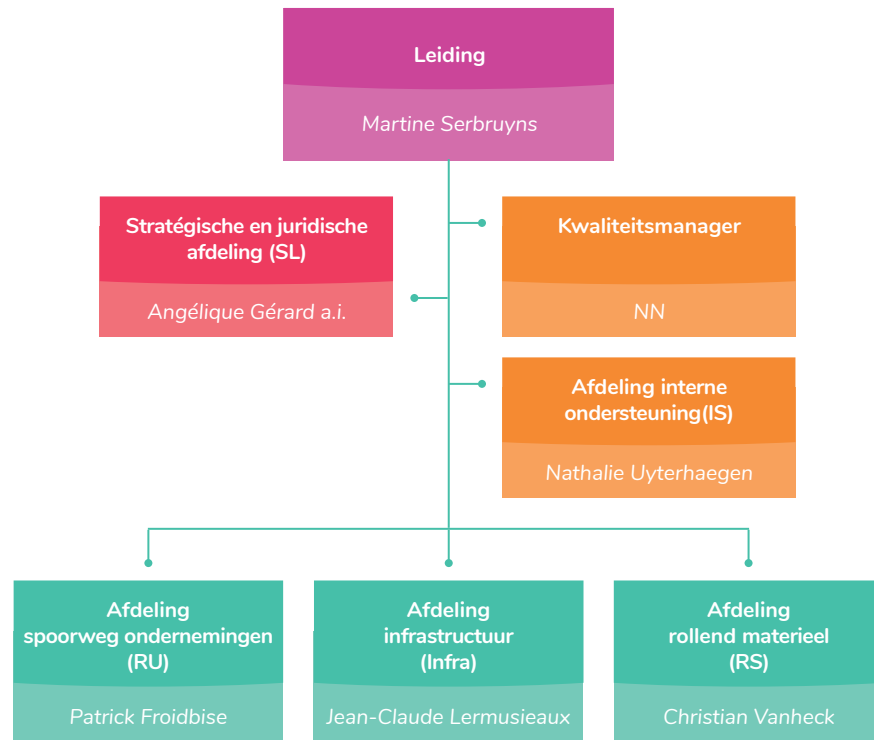 Leiding
Martine Serbruyns
Stratégische en juridische
afdeling (SL)
Angélique Gérard a.i.
Kwaliteitsmanager
NN
Afdeling interne
ondersteuning(IS)
Nathalie Uyterhaegen
Afdeling
spoorweg ondernemingen
(RU)
Patrick Froidbise
Afdeling
infrastructuur
(Infra)
Jean-Claude Lermusieaux
Afdeling
rollend materieel
(RS)
Christian Vanheck